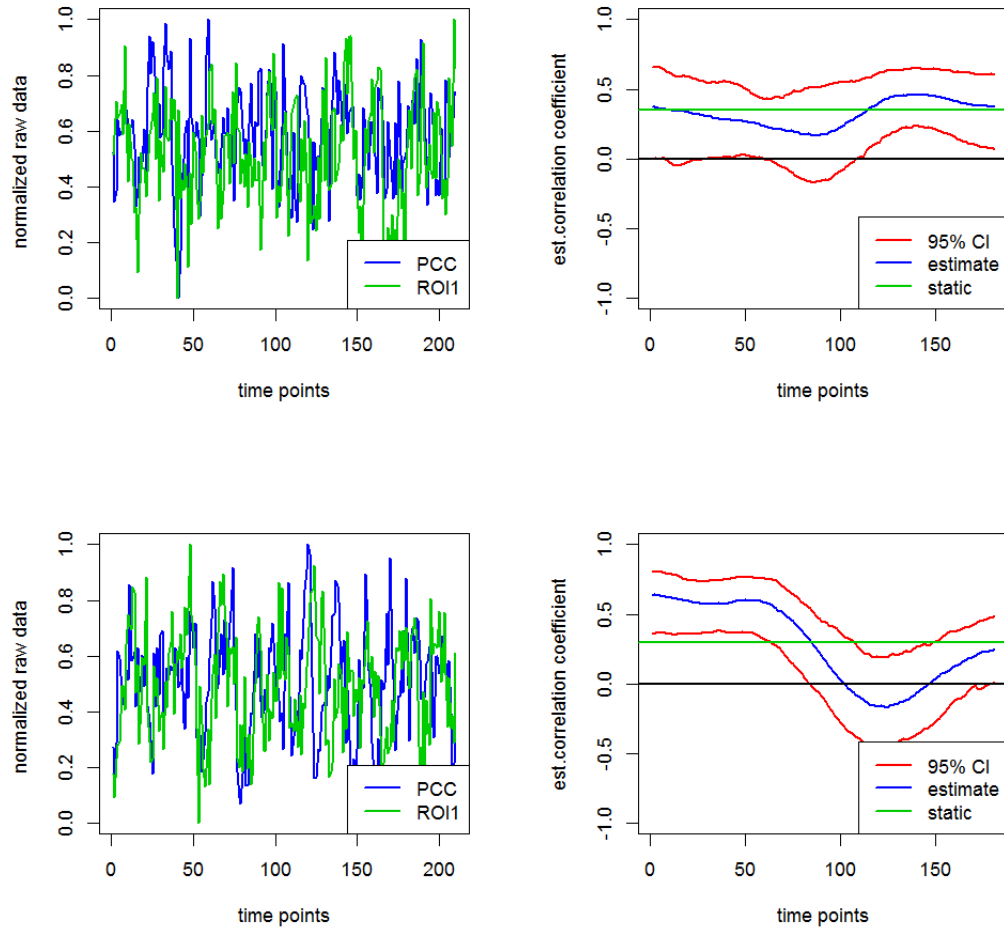 normalized raw data
0.0
0.2
0.4
0.6
0.8
1.0
PCC
ROI1
0
50
100
150
200
time points
est.correlation coefficient
-1.0
-0.5
0.0
0.5
1.0
95% CI
estimate
static
0
50
100
150
time points
normalized raw data
0.0
0.2
0.4
0.6
0.8
1.0
PCC
ROI1
0
50
100
150
200
time points
est.correlation coefficient
-1.0
-0.5
0.0
0.5
1.0
95% CI
estimate
static
0
50
100
150
time points